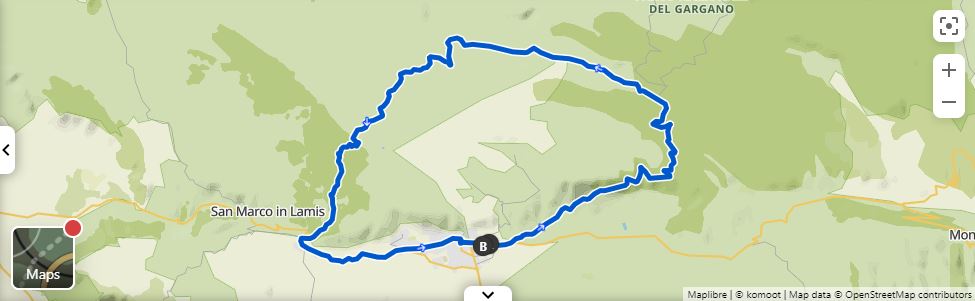 DEL GARGANO
San Marco in Lamis
B
Mon
Maps
Maplibre | © komoot | Map data © OpenStreetMap contributors